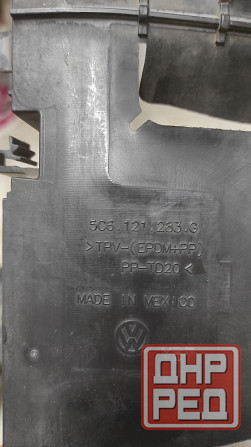 5C3.121.283.G
>TPV-(EPDM+PP)
PP-TD20<
MADE IN MEXICO
ДНР
РЕД